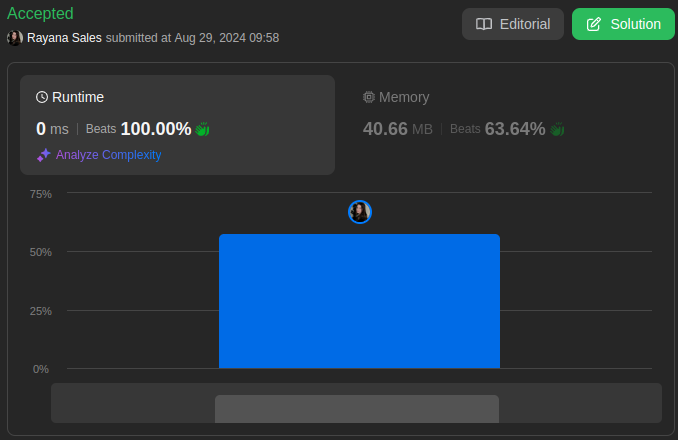 Accepted
Editorial
Solution
Rayana Sales submitted at Aug 29, 2024 09:58
Runtime
Memory
0 ms | Beats 100.00%
40.66 MB | Beats 63.64%
Analyze Complexity
75%
50%
25%
0%